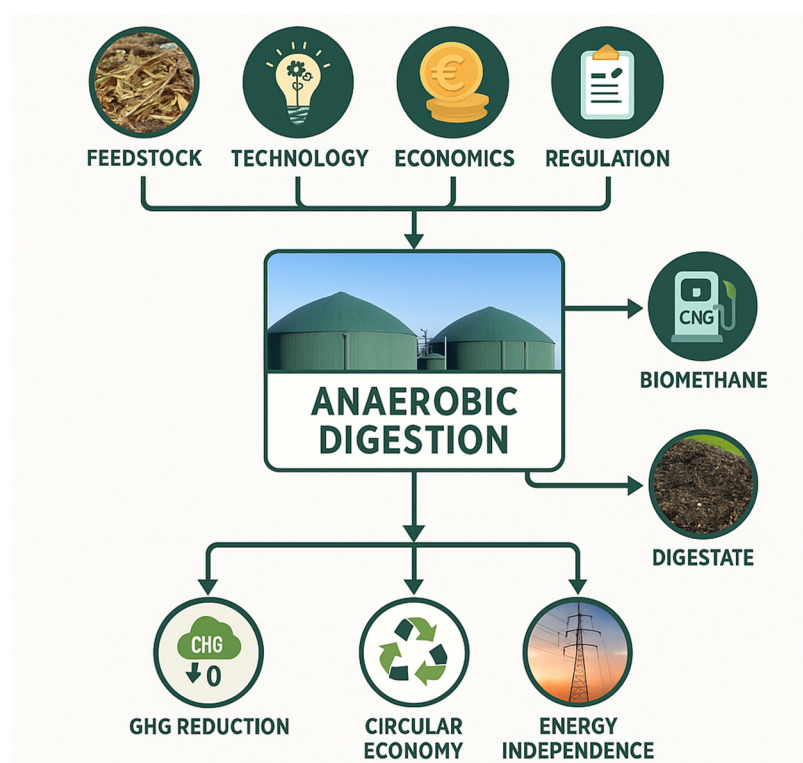 FEEDSTOCK
TECHNOLOGY
€
ECONOMICS
REGULATION
ANAEROBIC
DIGESTION
CNG
BIOMETHANE
DIGESTATE
CHG
0
GHG REDUCTION
CIRCULAR
ECONOMY
ENERGY
INDEPENDENCE